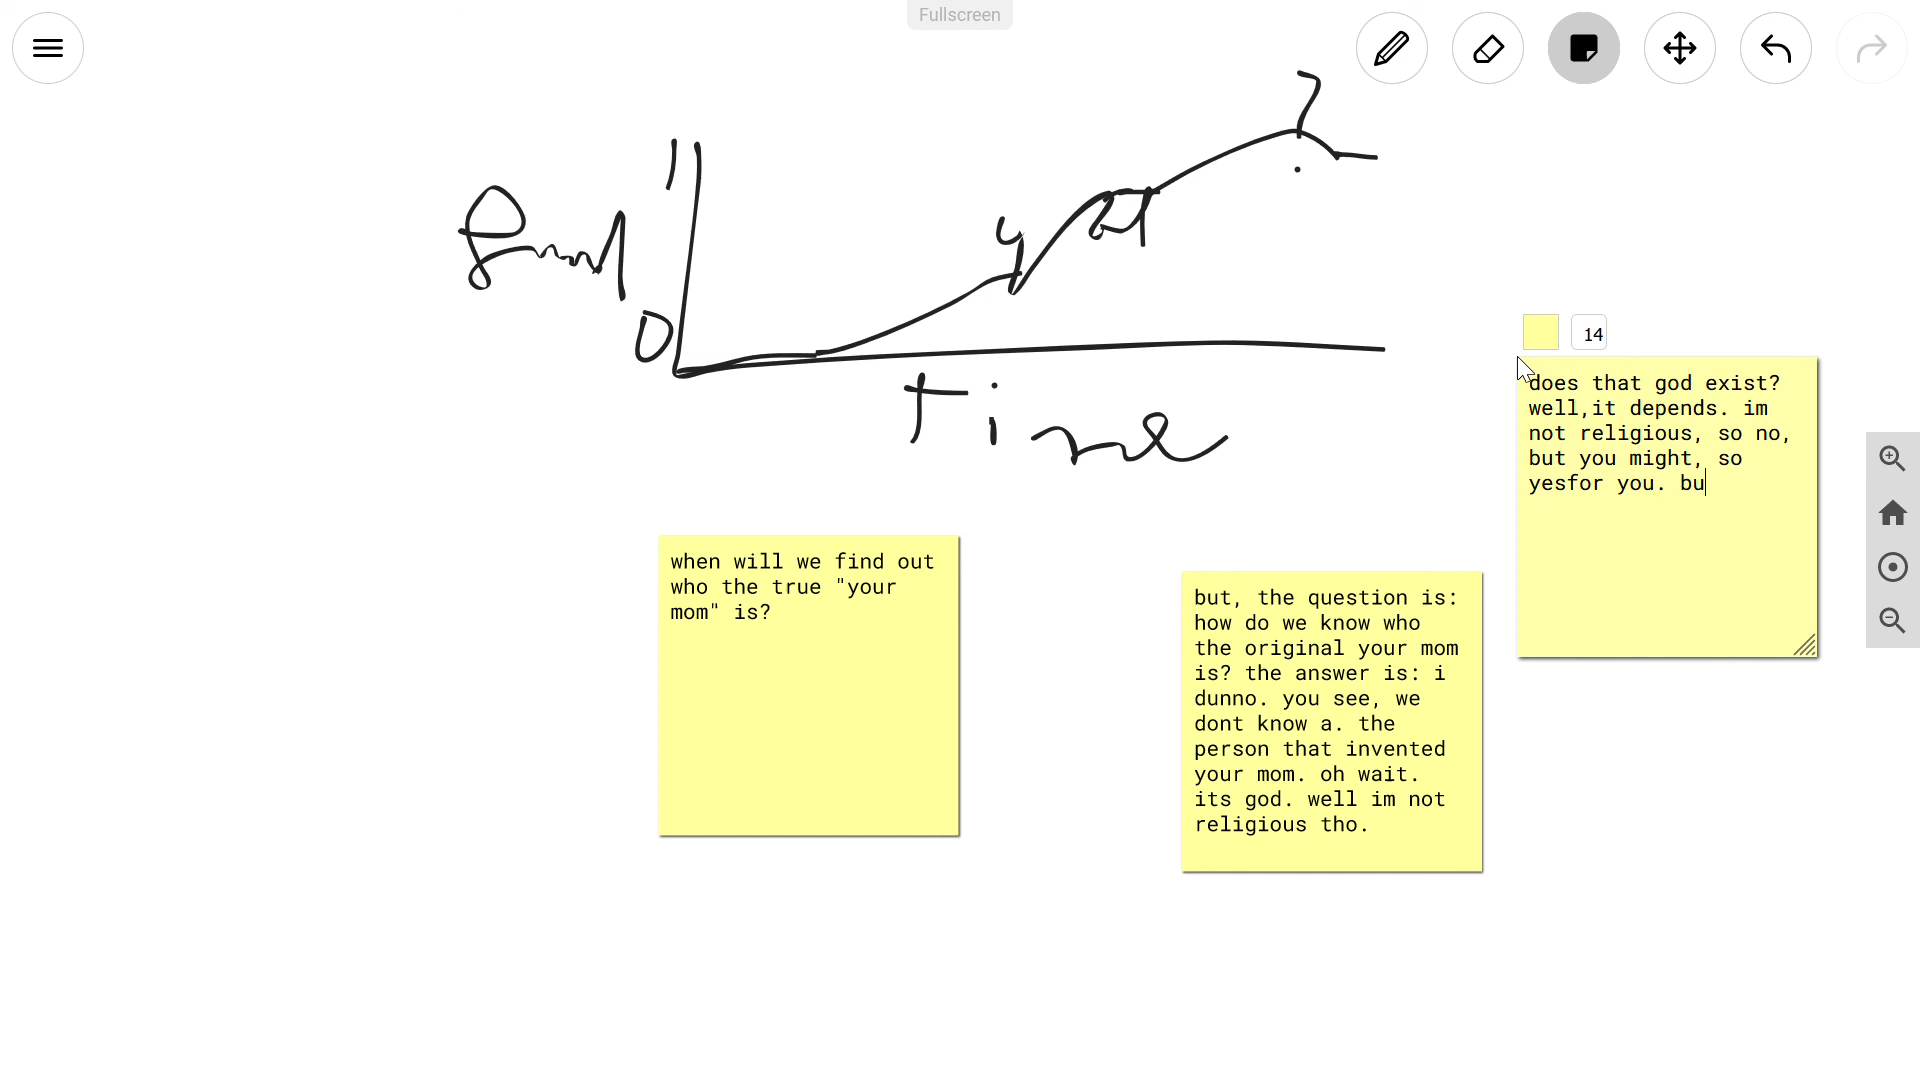 Fullscreen
?
4
21
0
time
14
does that god exist?
well,it depends. im
not religious, so no,
but you might, so
yesfor you. bu
when will we find out
who the true "your
mom" is?
but, the question is:
how do we know who
the original your mom
is? the answer is: i
dunno. you see, we
dont know a. the
person that invented
your mom. oh wait.
its god. well im not
religious tho.